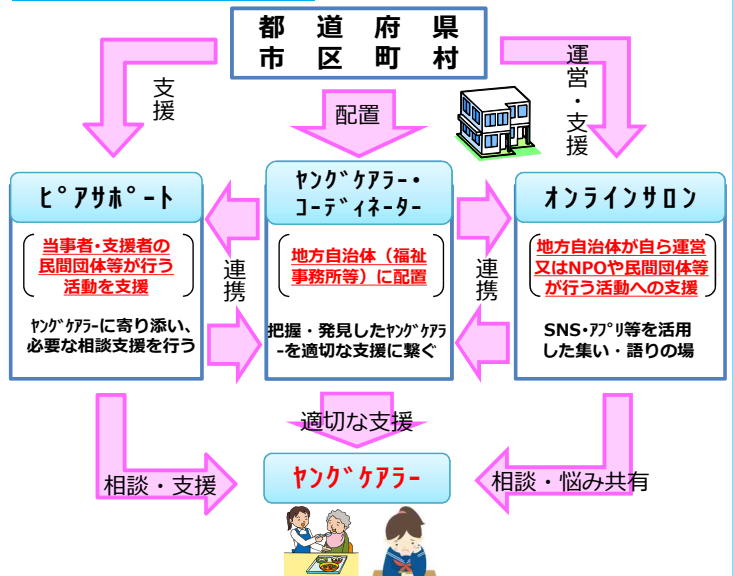 都道府県
市区町村
支援
配置
運営・支援
ﾋﾟｱｻﾎﾟｰﾄ
当事者・支援者の
民間団体等が行う
活動を支援
ﾔﾝｸﾞｹｱﾗｰに寄り添い、
必要な相談支援を行う
連携
ﾔﾝｸﾞｹｱﾗｰ・
ｺｰﾃﾞｨﾈｰﾀｰ
地方自治体（福祉
事務所等）に配置
把握・発見したﾔﾝｸﾞｹｱﾗ
ｰを適切な支援に繋ぐ
連携
オンラインサロン
地方自治体が自ら運営
又はNPOや民間団体等
が行う活動への支援
SNS・ｱﾌﾟﾘ等を活用
した集い・語りの場
適切な支援
相談・支援
ﾔﾝｸﾞｹｱﾗｰ
相談・悩み共有